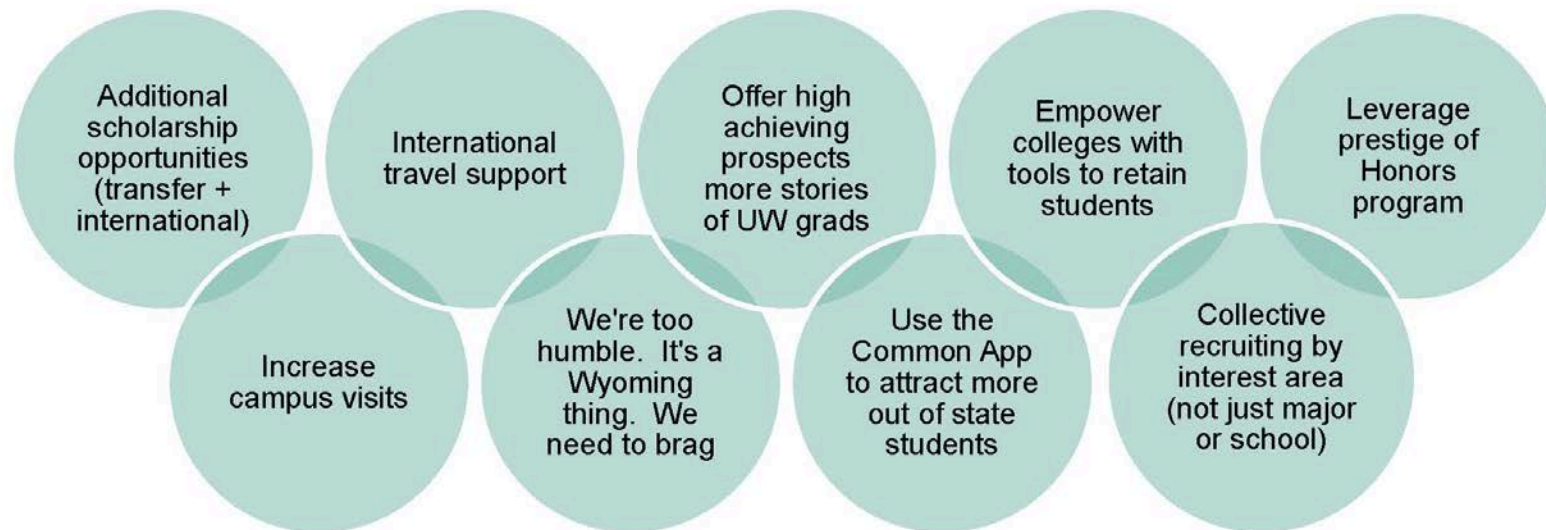 Additional
scholarship
opportunities
(transfer +
international)
International
travel support
Offer high
achieving
prospects
more stories
of UW grads
Empower
colleges with
tools to retain
students
Leverage
prestige of
Honors
program
Increase
campus visits
We're too
humble.  It's a
Wyoming
thing.  We
need to brag
Use the
Common App
to attract more
out of state
students
Collective
recruiting by
interest area
(not just major
or school)